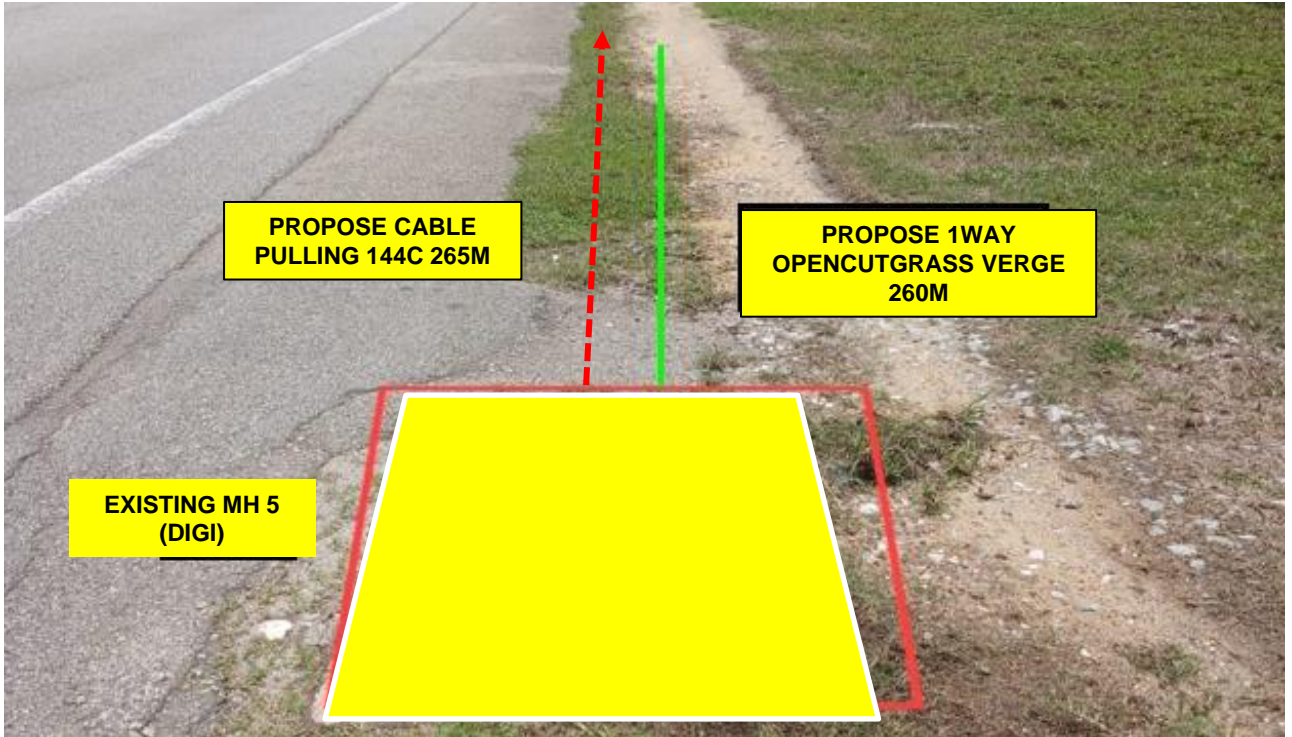 PROPOSE CABLE
PULLING 144C 265M
PROPOSE 1WAY
OPENCUTGRASS VERGE
260M
EXISTING MH 5
(DIGI)